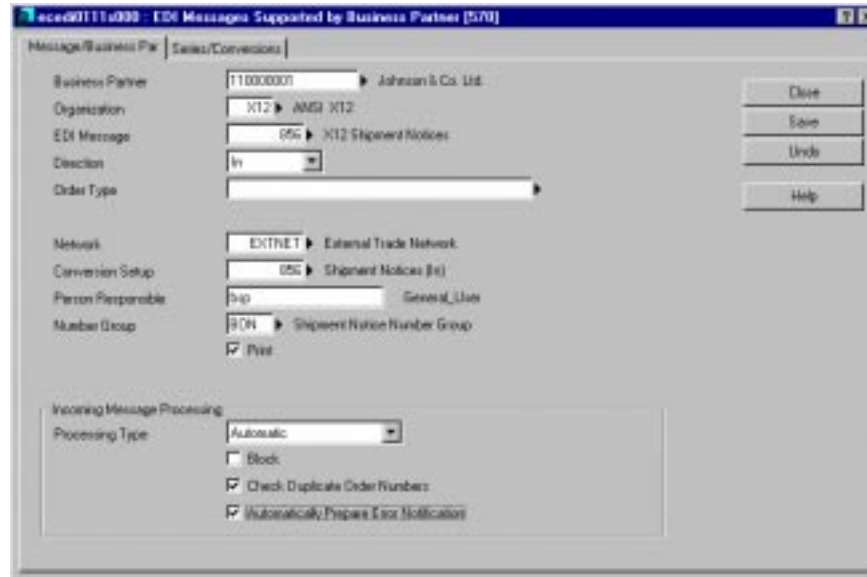 ecedi0111s000 : EDI Messages Supported by Business Partner [570]
Message/Business Par Series/Conversions
Business Partner 110000001 Johnson & Co. Ltd.
Close
Organization X12 ANSI X12
Save
EDI Message 856 X12 Shipment Notices
Undo
Direction In
Order Type
Help
Network EXTNET External Trade Network
Conversion Setup 856 Shipment Notices (In)
Person Responsible bsp General_User
Number Group Shipment Notice Number Group
Print
Incoming Message Processing
Processing Type Automatic
Block
Check Duplicate Order Numbers
Automatically Prepare Error Notification